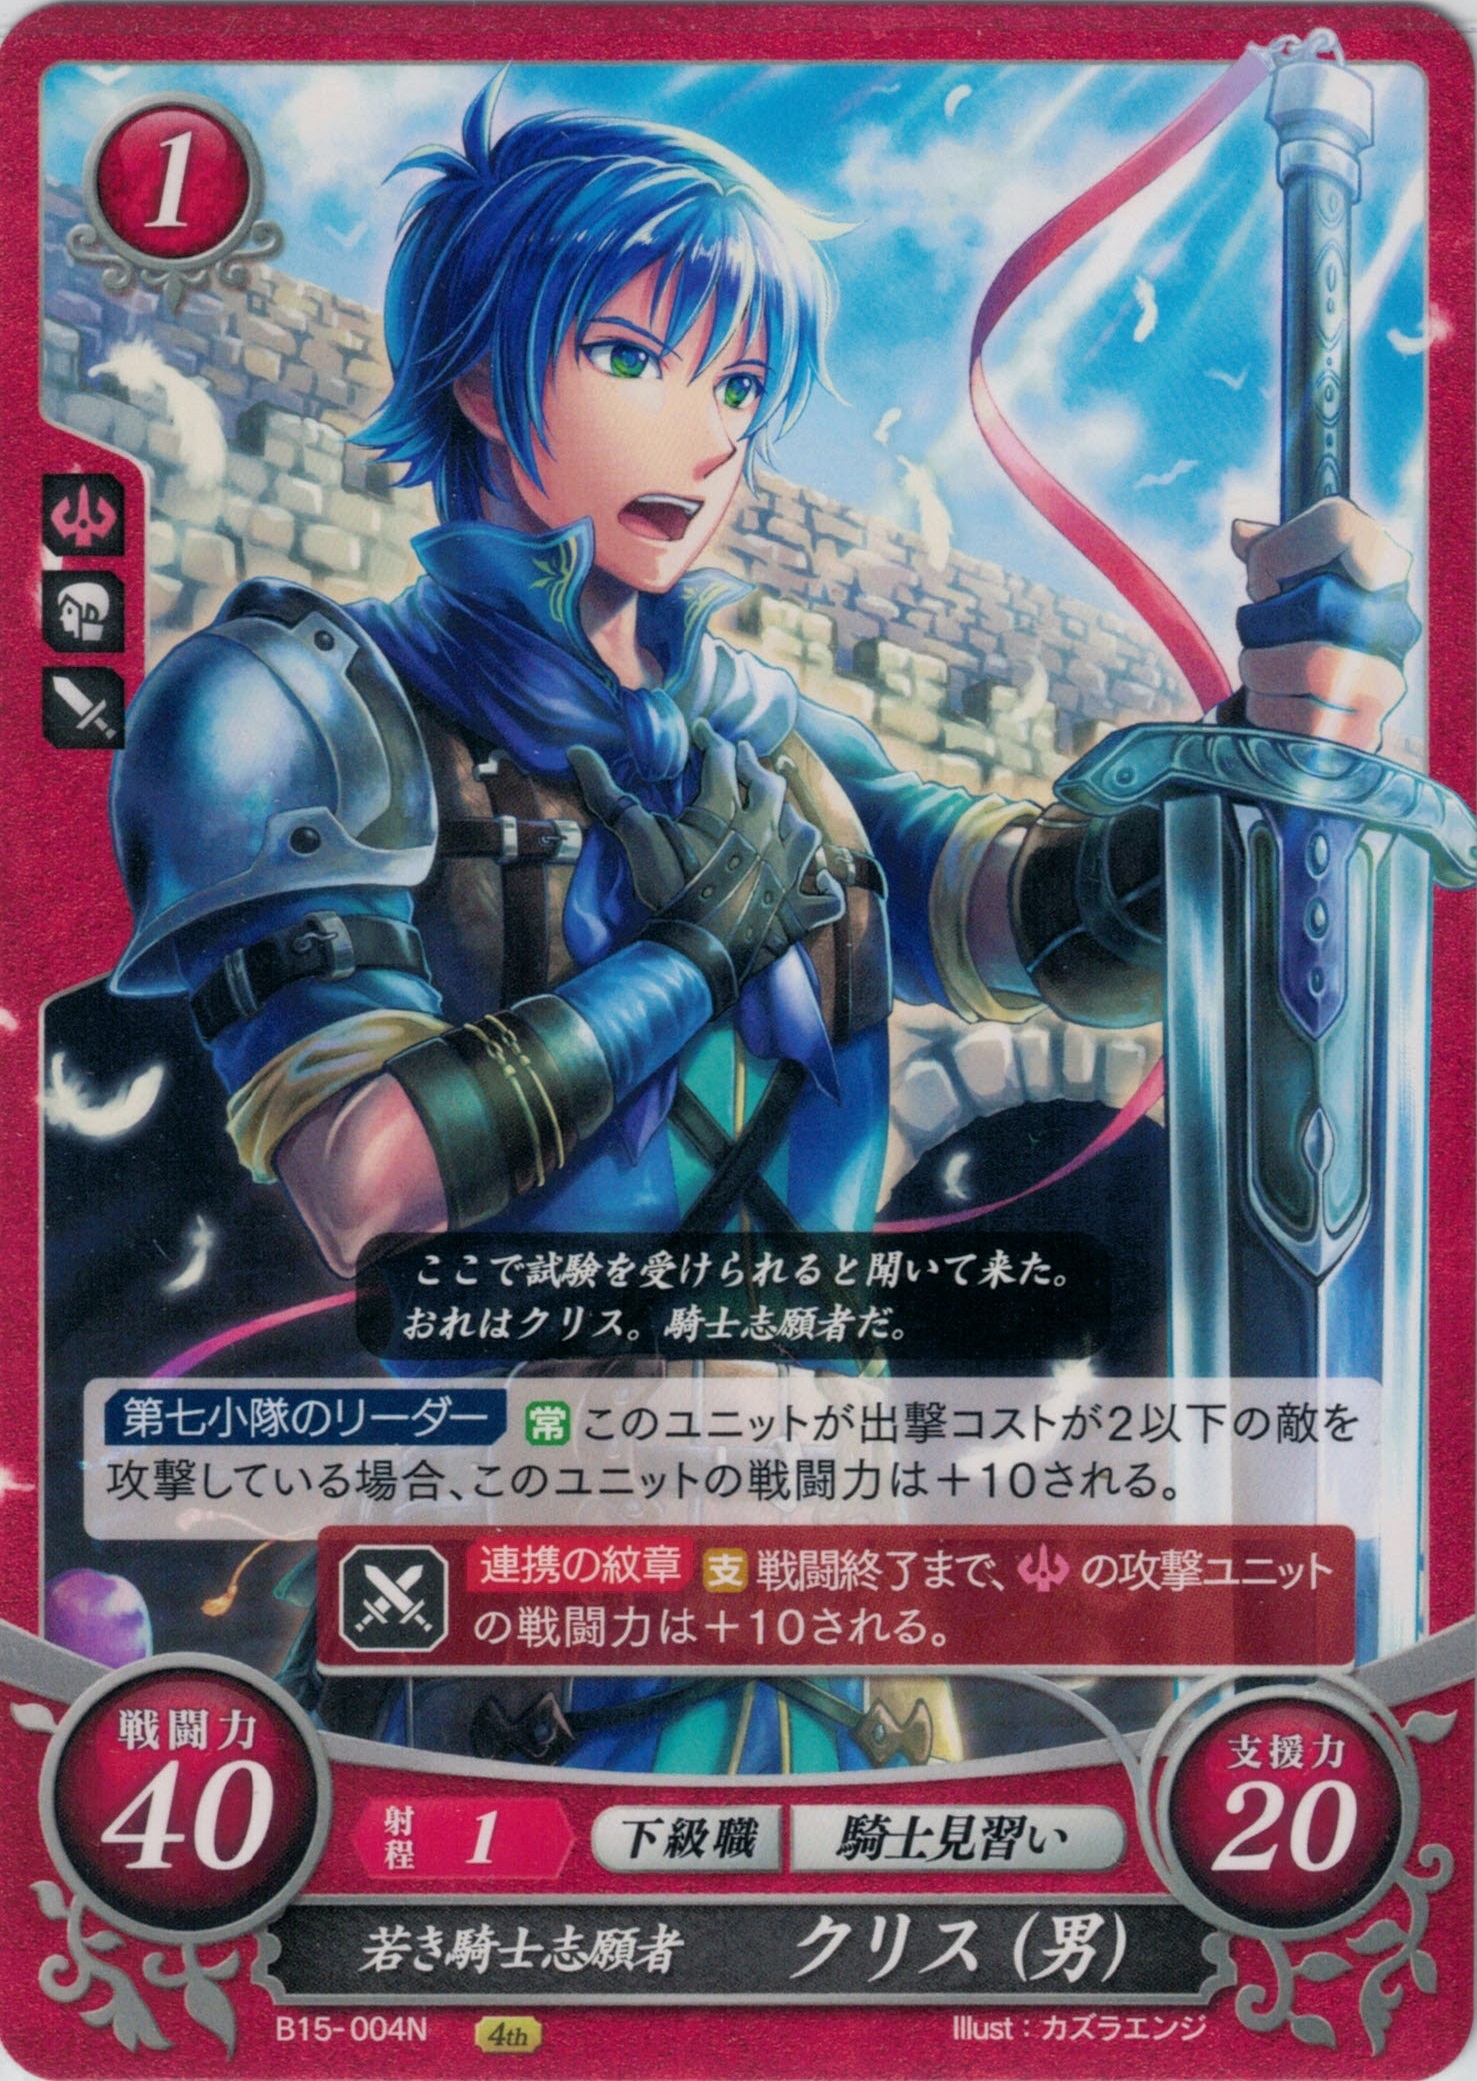 1
ここで試験を受けられると聞いて来た。
おれはクリス。騎士志願者だ。
第七小隊のリーダー 常 このユニットが出撃コストが2以下の敵を
攻撃している場合、このユニットの戦闘力は+10される。
連携の紋章 支 戦闘終了まで、の攻撃ユニット
の戦闘力は+10される。
戦闘力
40
射程 1
下級職 騎士見習い
支援力
20
若き騎士志願者 クリス(男)
B15-004N 4th Illust:カズラエンジ